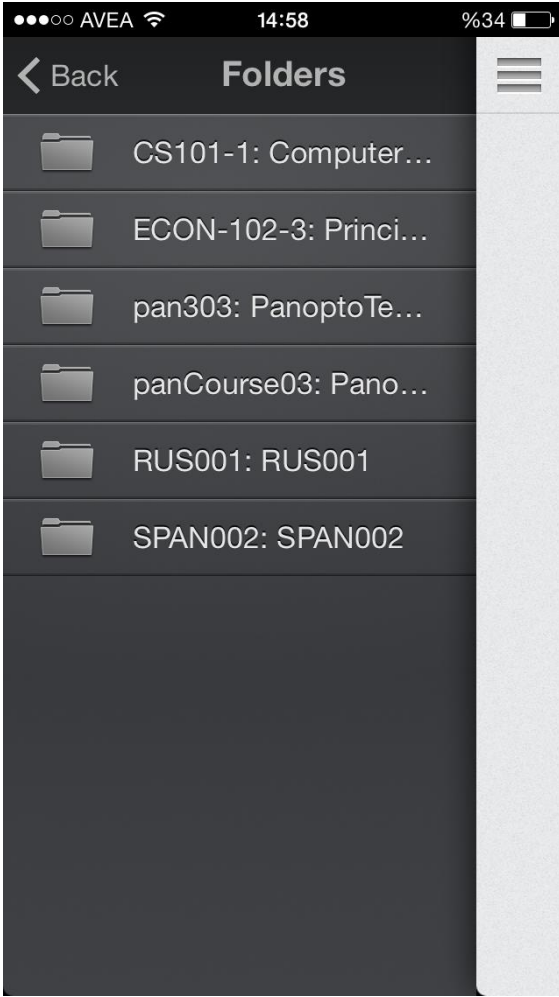 AVEA 14:58 %34
Back Folders
CS101-1: Computer...
ECON-102-3: Princi...
pan303: PanoptoTe...
panCourse03: Pano...
RUS001: RUS001
SPAN002: SPAN002